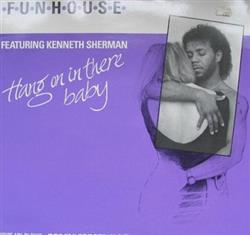 •F•U•N•H•O•U•S•E•
FEATURING KENNETH SHERMAN
Hang on in there
baby